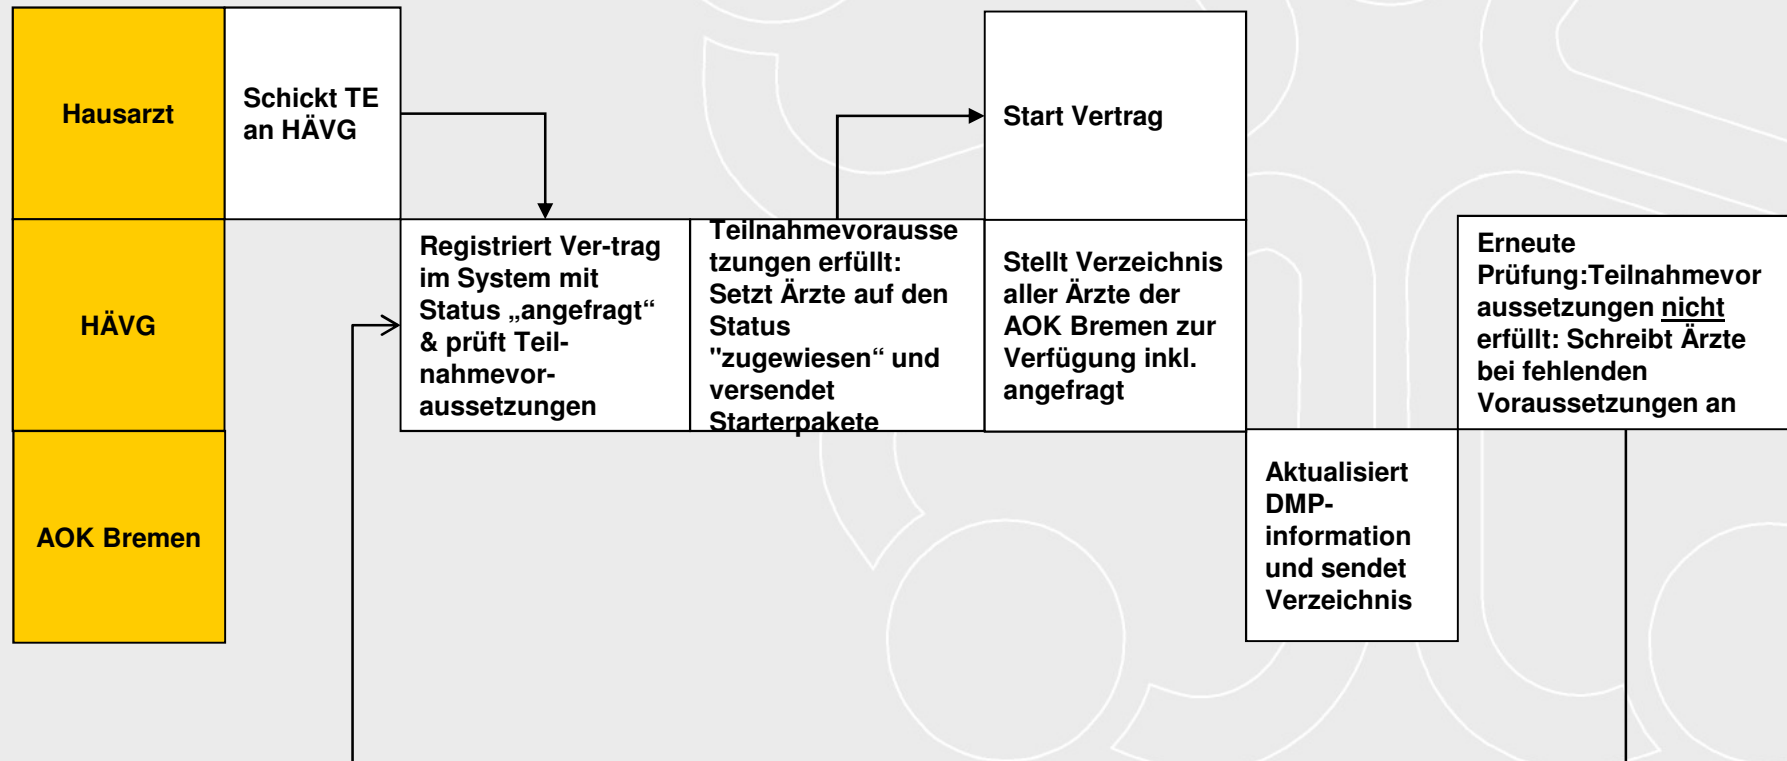 Hausarzt
Schickt TE
an HÄVG
Start Vertrag
HÄVG
Registriert Ver-trag
im System mit
Status „angefragt“
& prüft Teil-
nahmevor-
aussetzungen
Teilnahmevorausse
tzungen erfüllt:
Setzt Ärzte auf den
Status
"zugewiesen“ und
versendet
Starterpakete
Stellt Verzeichnis
aller Ärzte der
AOK Bremen zur
Verfügung inkl.
angefragt
Erneute
Prüfung:Teilnahmevor
aussetzungen nicht
erfüllt: Schreibt Ärzte
bei fehlenden
Voraussetzungen an
AOK Bremen
Aktualisiert
DMP-
information
und sendet
Verzeichnis